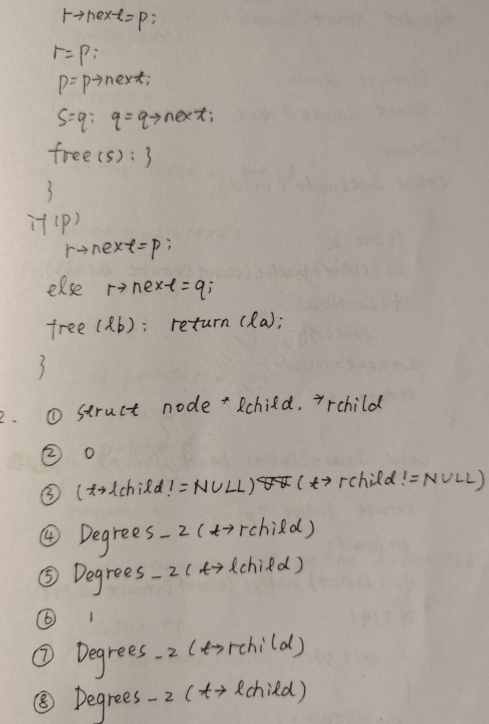 r→next=p;
r=p;
p=p→next;
s=q; q=q→next;
free(s); }
}
if(p)
r→next=p;
else r→next=q;
free(lb); return(la);
}
2. ① struct node *lchild, *rchild
② 0
③ (t→lchild!=NULL)&&(t→rchild!=NULL)
④ Degrees_2(t→rchild)
⑤ Degrees_2(t→lchild)
⑥ 1
⑦ Degrees_2(t→rchild)
⑧ Degrees_2(t→lchild)